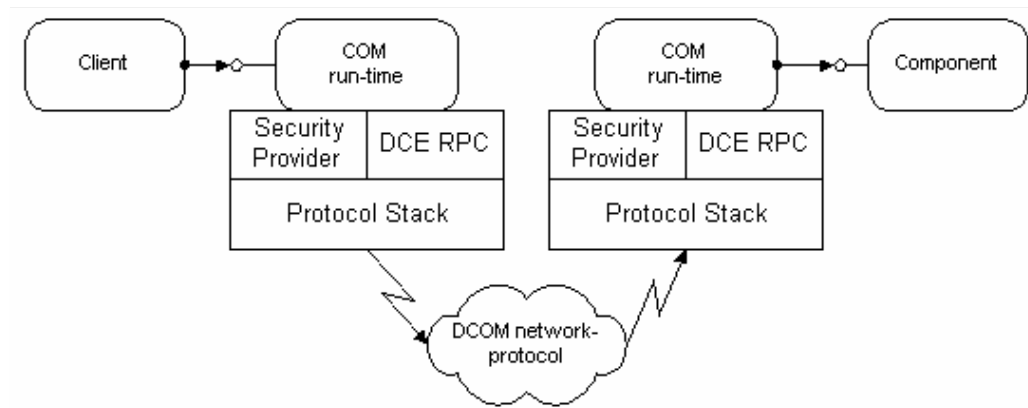 Client
COM
run-time
COM
run-time
Component
Security
Provider
DCE RPC
Security
Provider
DCE RPC
Protocol Stack
Protocol Stack
DCOM network-
protocol